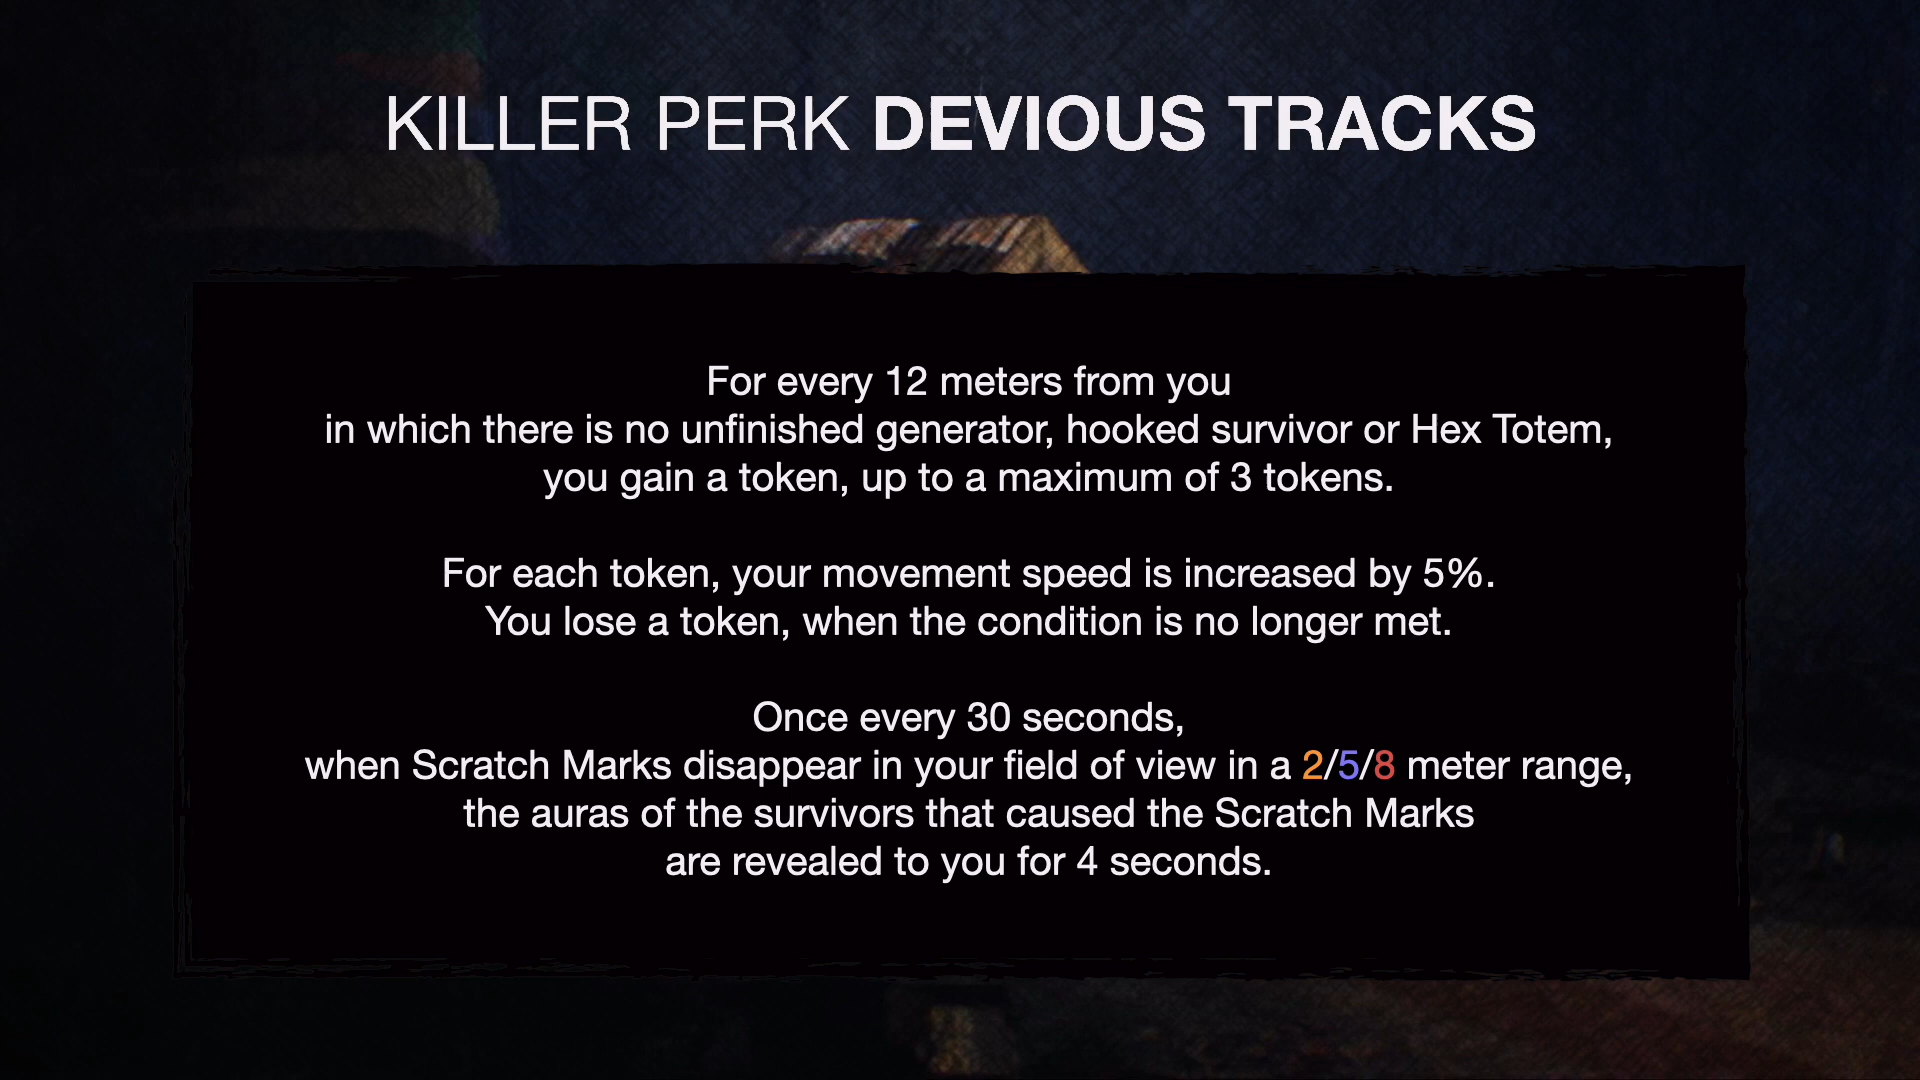 KILLER PERK DEVIOUS TRACKS
For every 12 meters from you
in which there is no unfinished generator, hooked survivor or Hex Totem,
you gain a token, up to a maximum of 3 tokens.
For each token, your movement speed is increased by 5%.
You lose a token, when the condition is no longer met.
Once every 30 seconds,
when Scratch Marks disappear in your field of view in a 2/5/8 meter range,
the auras of the survivors that caused the Scratch Marks
are revealed to you for 4 seconds.